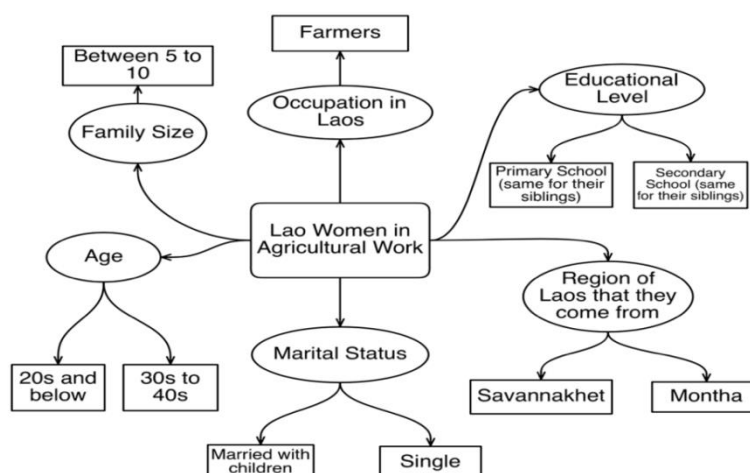 Farmers
Between 5 to
10
Occupation in
Laos
Educational
Level
Family Size
Primary School
(same for their
siblings)
Secondary
School (same
for their siblings)
Lao Women in
Agricultural Work
Age
Region of
Laos that they
come from
Marital Status
20s and
below
30s to
40s
Savannakhet
Montha
Married with
children
Single